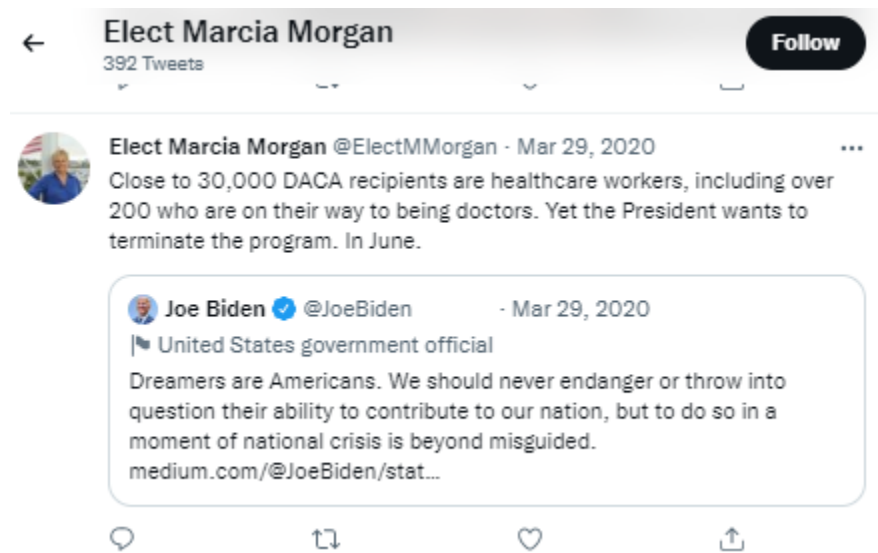 Elect Marcia Morgan
392 Tweets
Follow
Elect Marcia Morgan @ElectMMorgan · Mar 29, 2020
Close to 30,000 DACA recipients are healthcare workers, including over
200 who are on their way to being doctors. Yet the President wants to
terminate the program. In June.
Joe Biden @JoeBiden · Mar 29, 2020
United States government official
Dreamers are Americans. We should never endanger or throw into
question their ability to contribute to our nation, but to do so in a
moment of national crisis is beyond misguided.
medium.com/@JoeBiden/stat...